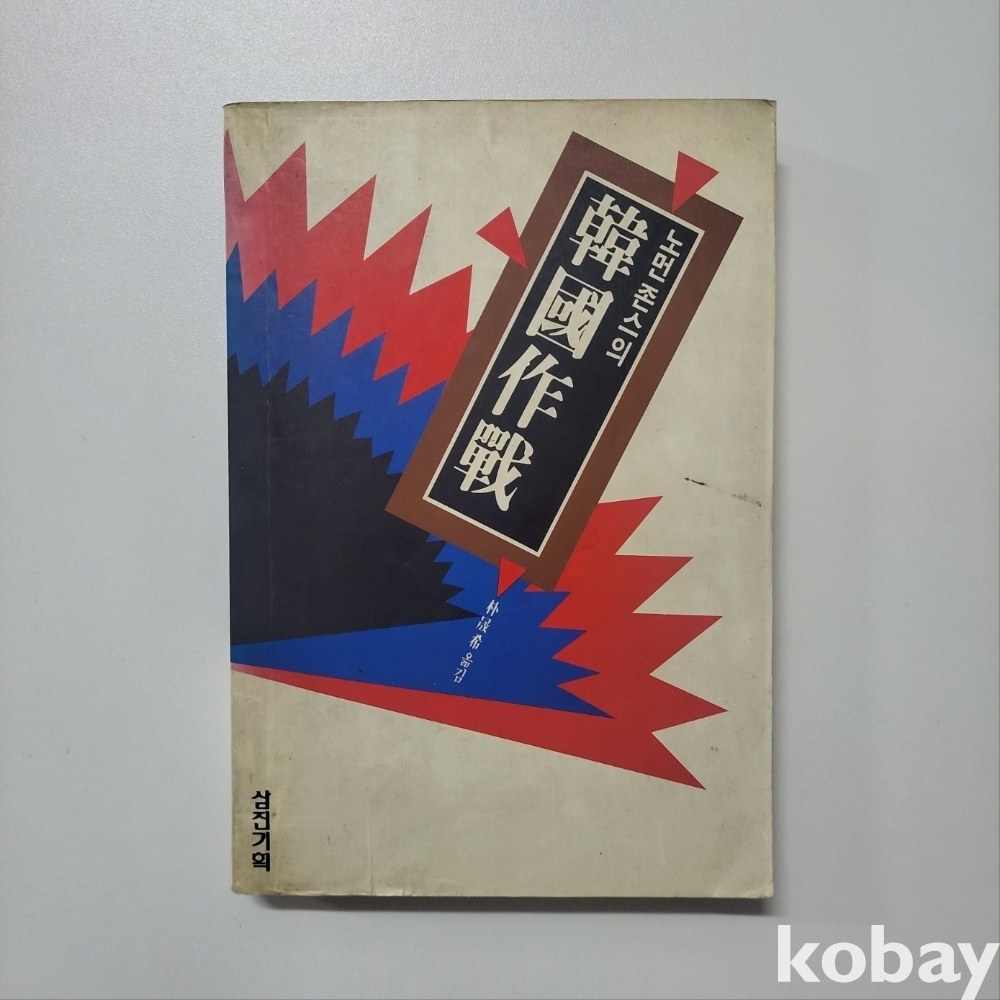 노먼 존스의
韓國作戰
朴晟希 옮김
삼진기획
kobay